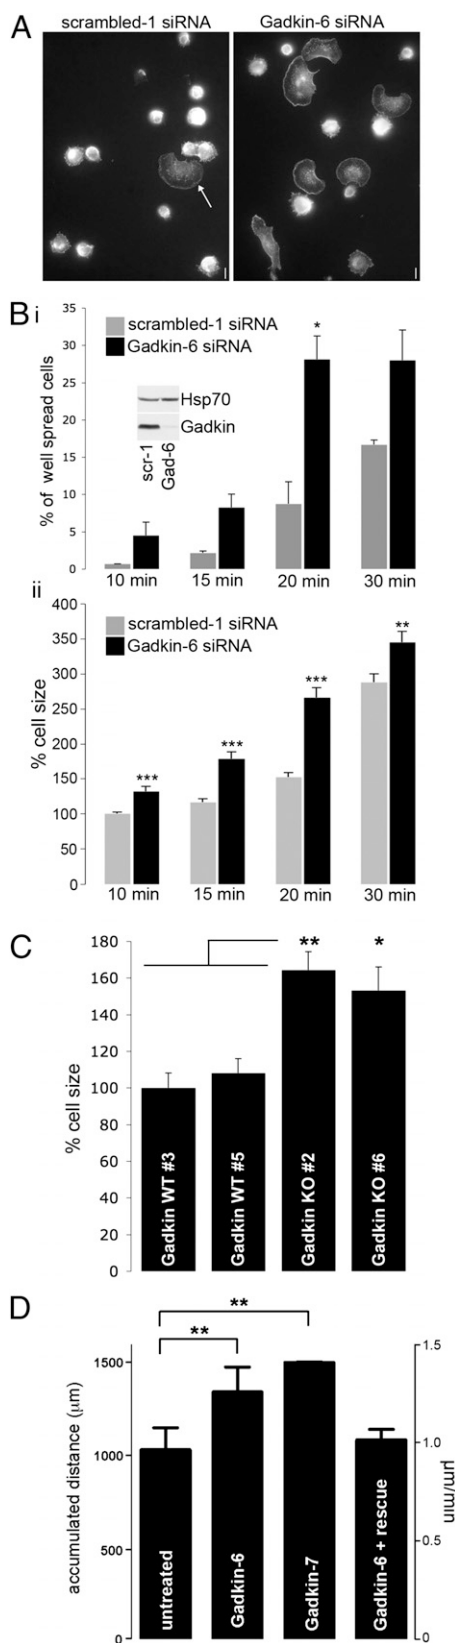 A
scrambled-1 siRNA Gadkin-6 siRNA
B i
35
30
25
20
15
10
5
0
% of well spread cells
scrambled-1 siRNA
Gadkin-6 siRNA
*
Hsp70
Gadkin
scr-1
Gad-6
10 min 15 min 20 min 30 min
ii
400
350
300
250
200
150
100
50
0
% cell size
scrambled-1 siRNA
Gadkin-6 siRNA
*** *** *** **
10 min 15 min 20 min 30 min
C
180
160
140
120
100
80
60
40
20
0
% cell size
** *
Gadkin WT #3
Gadkin WT #5
Gadkin KO #2
Gadkin KO #6
D
**
**
1500
1000
500
0
accumulated distance (μm)
untreated
Gadkin-6
Gadkin-7
Gadkin-6 + rescue
1.5
1.0
0.5
0
μm/min